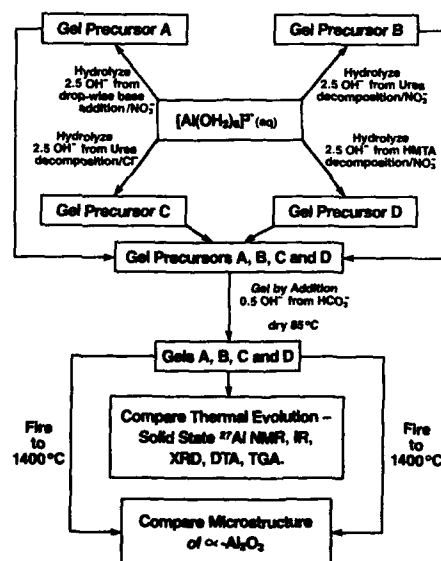 Gel Precursor A
Gel Precursor B
Hydrolyze
2.5 OH⁻ from
drop-wise base
addition/NO₃⁻
Hydrolyze
2.5 OH⁻ from Urea
decomposition/NO₃⁻
[Al(OH₂)₆]³⁺(aq)
Hydrolyze
2.5 OH⁻ from Urea
decomposition/Cl⁻
Hydrolyze
2.5 OH⁻ from HMTA
decomposition/NO₃⁻
Gel Precursor C
Gel Precursor D
Gel Precursors A, B, C and D
Gel by Addition
0.5 OH⁻ from HCO₃⁻
dry 85°C
Gels A, B, C and D
Fire
to
1400°C
Compare Thermal Evolution –
Solid State ²⁷Al NMR, IR,
XRD, DTA, TGA.
Fire
to
1400°C
Compare Microstructure
of ∝-Al₂O₃